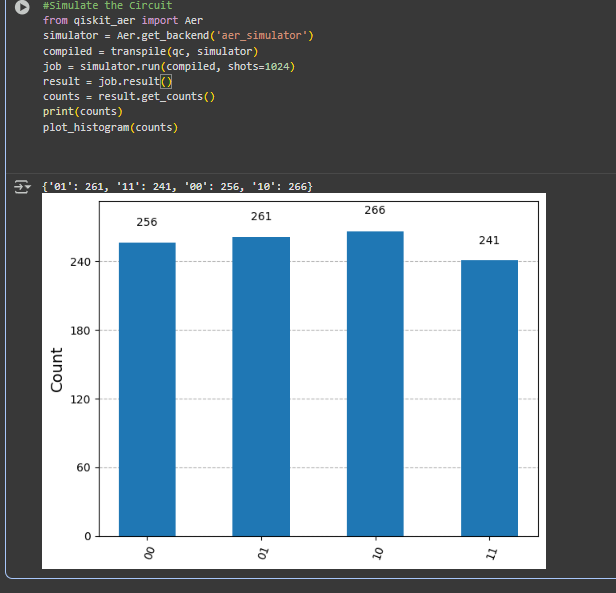 #Simulate the Circuit
from qiskit_aer import Aer
simulator = Aer.get_backend('aer_simulator')
compiled = transpile(qc, simulator)
job = simulator.run(compiled, shots=1024)
result = job.result()
counts = result.get_counts()
print(counts)
plot_histogram(counts)
{'01': 261, '11': 241, '00': 256, '10': 266}
256
261
266
241
240
180
120
60
0
Count
00
01
10
11